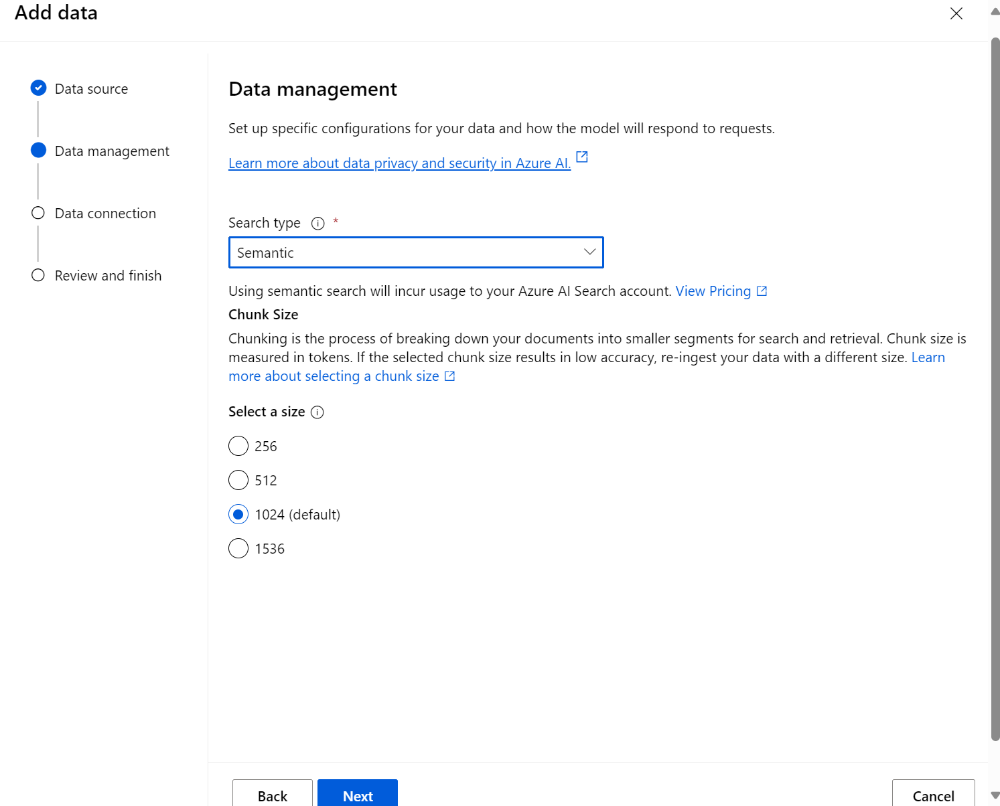 Add data
Data source
Data management
Data connection
Review and finish
Data management
Set up specific configurations for your data and how the model will respond to requests.
Learn more about data privacy and security in Azure AI.
Search type *
Semantic
Using semantic search will incur usage to your Azure AI Search account. View Pricing
Chunk Size
Chunking is the process of breaking down your documents into smaller segments for search and retrieval. Chunk size is
measured in tokens. If the selected chunk size results in low accuracy, re-ingest your data with a different size. Learn
more about selecting a chunk size
Select a size
256
512
1024 (default)
1536
Back
Next
Cancel